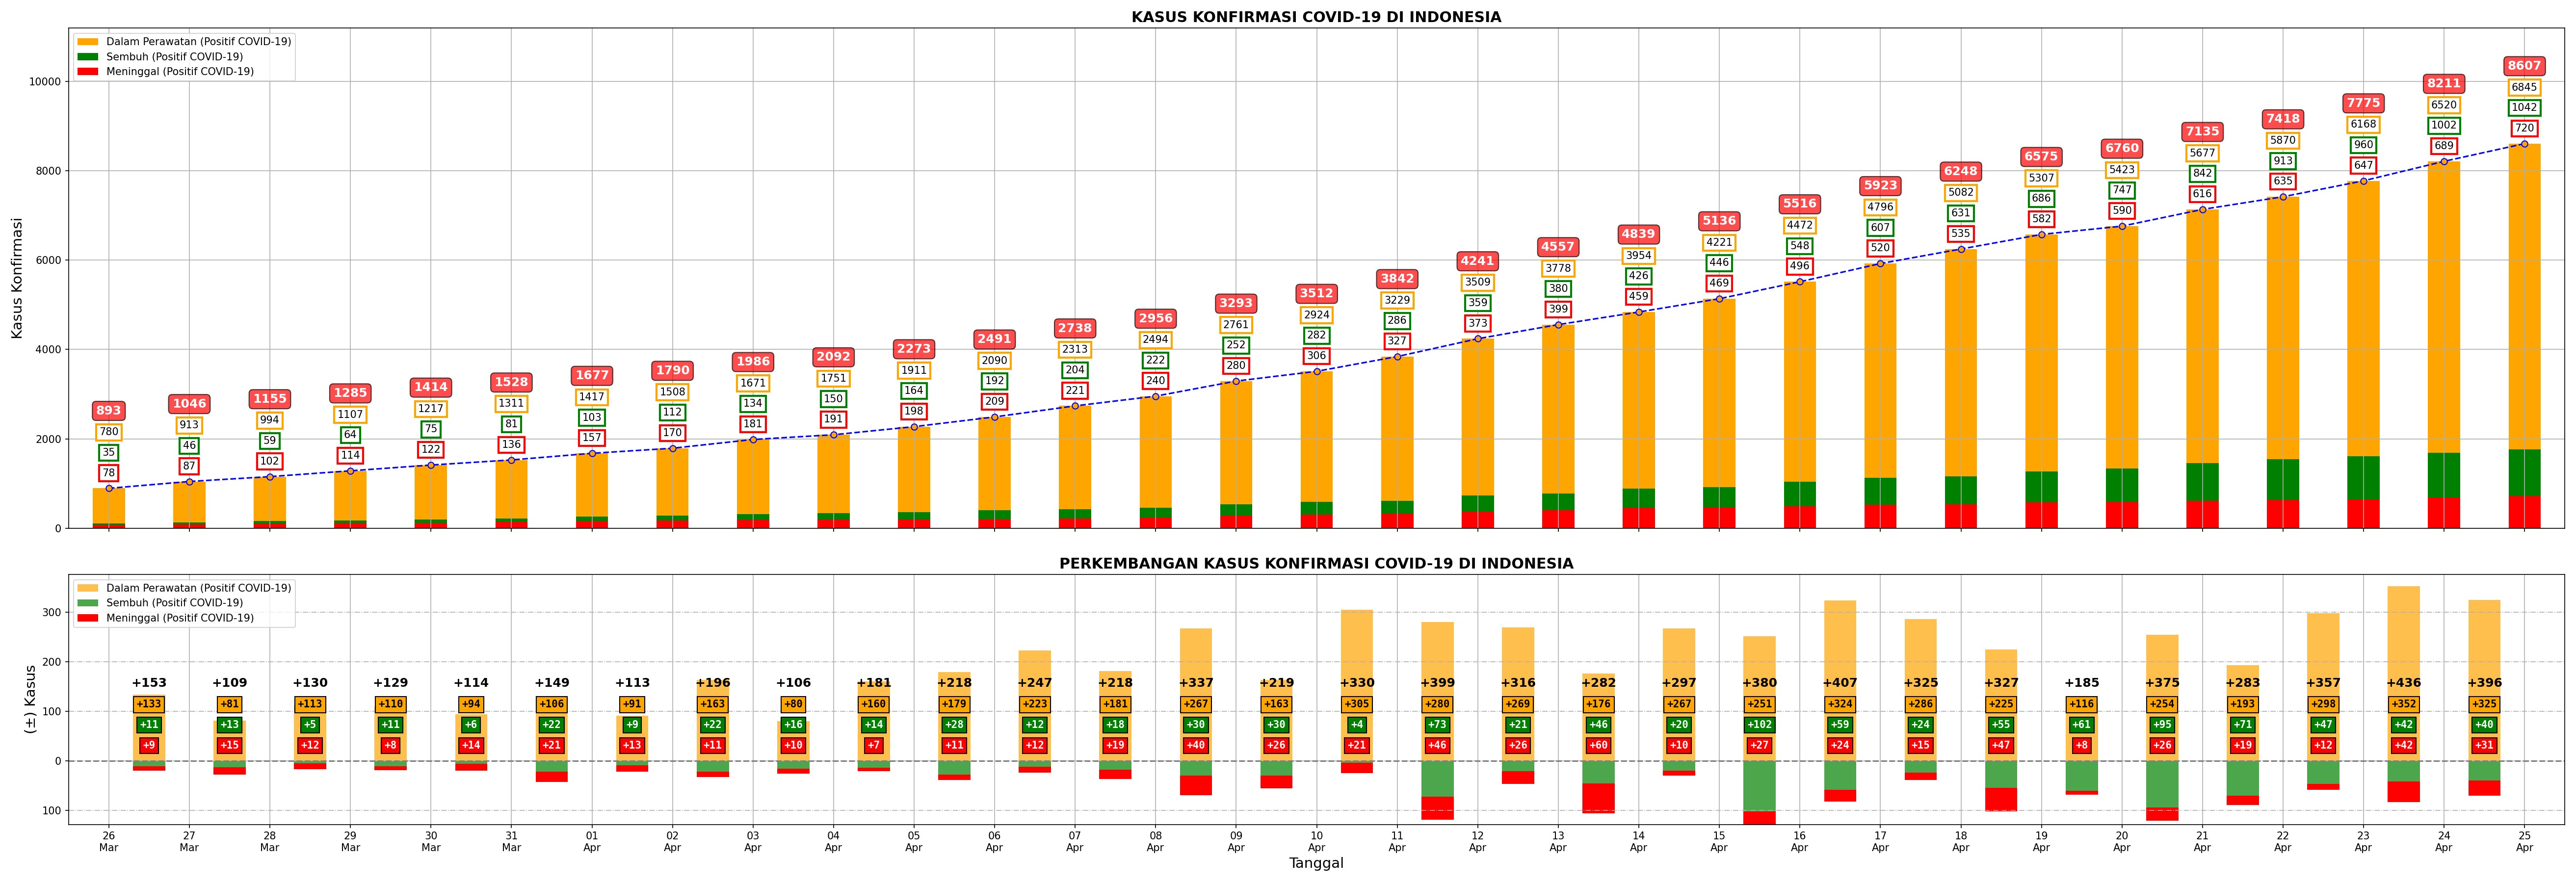 KASUS KONFIRMASI COVID-19 DI INDONESIA
Dalam Perawatan (Positif COVID-19)
Sembuh (Positif COVID-19)
Meninggal (Positif COVID-19)
Kasus Konfirmasi
10000
8000
6000
4000
2000
0
893 1046 1155 1285 1414 1528 1677 1790 1986 2092 2273 2491 2738 2956 3293 3512 3842 4241 4557 4839 5136 5516 5923 6248 6575 6760 7135 7418 7775 8211 8607
780 913 994 1107 1217 1311 1417 1508 1671 1751 1911 2090 2313 2494 2761 2924 3229 3509 3778 3954 4221 4472 4796 5082 5307 5423 5677 5870 6168 6520 6845
35 46 59 64 75 81 103 112 134 150 164 192 204 222 252 282 286 359 380 426 446 548 607 631 686 747 842 913 960 1002 1042
78 87 102 114 122 136 157 170 181 191 198 209 221 240 280 306 327 373 399 459 469 496 520 535 582 590 616 635 647 689 720
PERKEMBANGAN KASUS KONFIRMASI COVID-19 DI INDONESIA
Dalam Perawatan (Positif COVID-19)
Sembuh (Positif COVID-19)
Meninggal (Positif COVID-19)
(±) Kasus
300
200
100
0
100
+153 +109 +130 +129 +114 +149 +113 +196 +106 +181 +218 +247 +218 +337 +219 +330 +399 +316 +282 +297 +380 +407 +325 +327 +185 +375 +283 +357 +436 +396
+133 +81 +113 +110 +94 +106 +91 +163 +80 +160 +179 +223 +181 +267 +163 +305 +280 +269 +176 +267 +251 +324 +286 +225 +116 +254 +193 +298 +352 +325
+11 +13 +5 +11 +6 +22 +9 +22 +16 +14 +28 +12 +18 +30 +30 +4 +73 +21 +46 +20 +102 +59 +24 +55 +61 +95 +71 +47 +42 +40
+9 +15 +12 +8 +14 +21 +13 +11 +10 +7 +11 +12 +19 +40 +26 +21 +46 +26 +60 +10 +27 +24 +15 +47 +8 +26 +19 +12 +42 +31
26 27 28 29 30 31 01 02 03 04 05 06 07 08 09 10 11 12 13 14 15 16 17 18 19 20 21 22 23 24 25
Mar Mar Mar Mar Mar Mar Apr Apr Apr Apr Apr Apr Apr Apr Apr Apr Apr Apr Apr Apr Apr Apr Apr Apr Apr Apr Apr Apr Apr Apr Apr
Tanggal